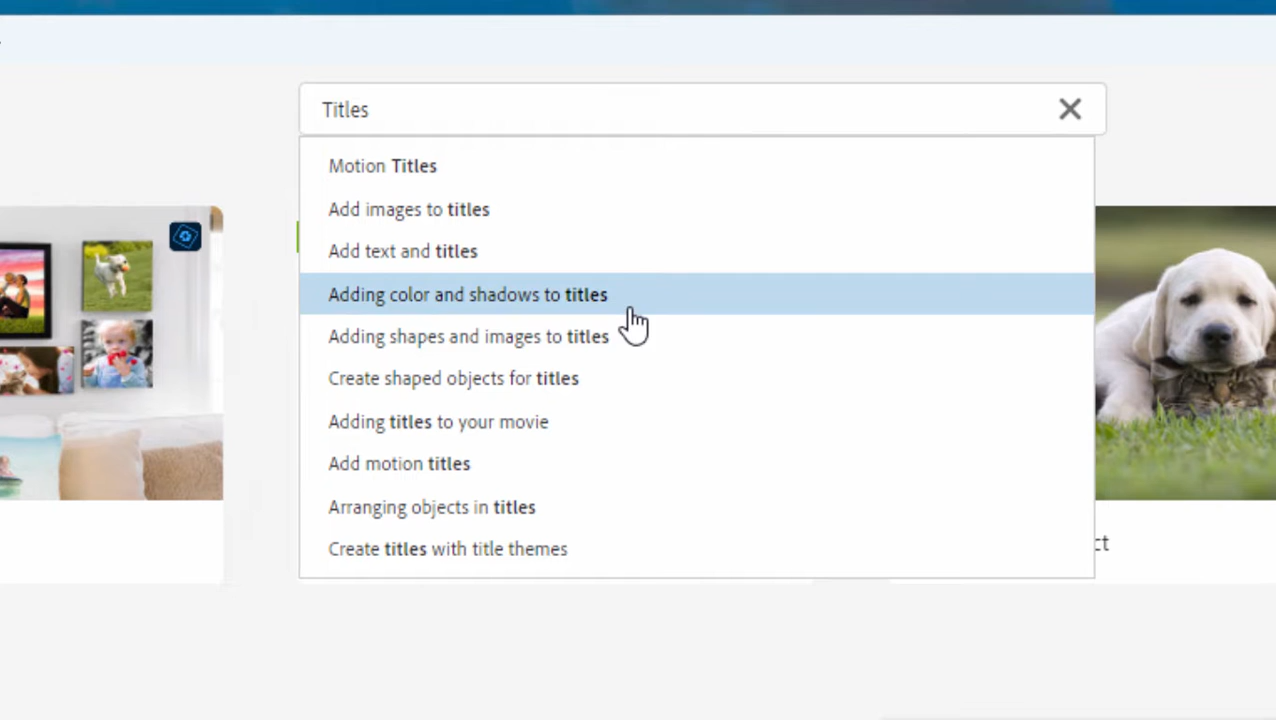 Titles
Motion Titles
Add images to titles
Add text and titles
Adding color and shadows to titles
Adding shapes and images to titles
Create shaped objects for titles
Adding titles to your movie
Add motion titles
Arranging objects in titles
Create titles with title themes
ct